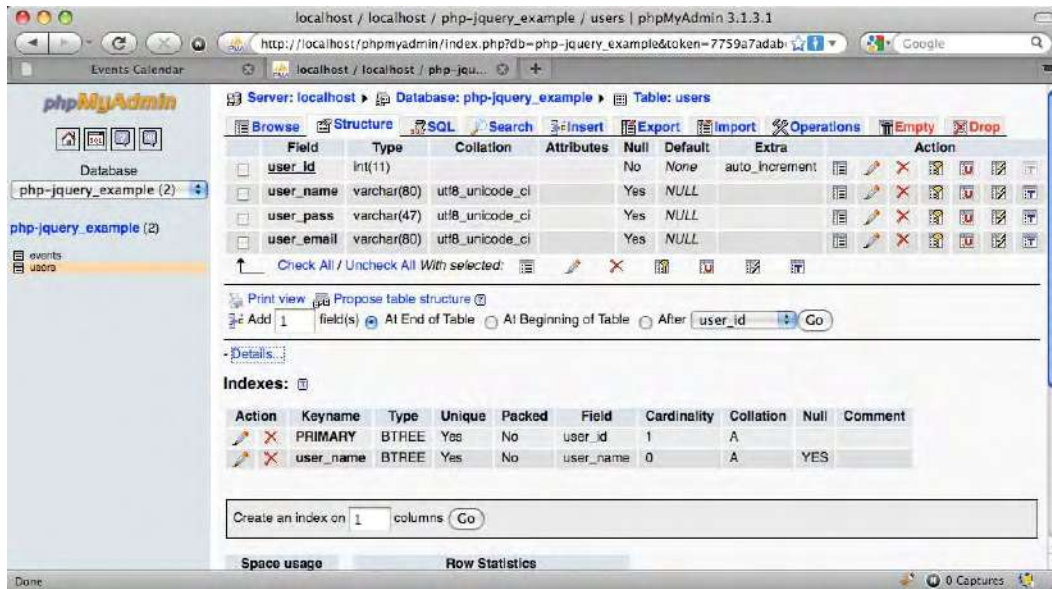 localhost / localhost / php-jquery_example / users | phpMyAdmin 3.1.3.1
http://localhost/phpmyadmin/index.php?db=php-jquery_example&token=7759a7adab
Google
Events Calendar
localhost / localhost / php-jqu...
phpMyAdmin
Server: localhost ▸ Database: php-jquery_example ▸ Table: users
Browse Structure SQL Search Insert Export Import Operations Empty Drop
Database
php-jquery_example (2)
php-jquery_example (2)
events
users
Field Type Collation Attributes Null Default Extra Action
user_id int(11) No None auto_increment
user_name varchar(80) utf8_unicode_ci Yes NULL
user_pass varchar(47) utf8_unicode_ci Yes NULL
user_email varchar(80) utf8_unicode_ci Yes NULL
Check All / Uncheck All With selected:
Print view Propose table structure
Add 1 field(s) At End of Table At Beginning of Table After user_id Go
- Details...
Indexes:
Action Keyname Type Unique Packed Field Cardinality Collation Null Comment
PRIMARY BTREE Yes No user_id 1 A
user_name BTREE Yes No user_name 0 A YES
Create an index on 1 columns Go
Space usage Row Statistics
Done
0 Captures